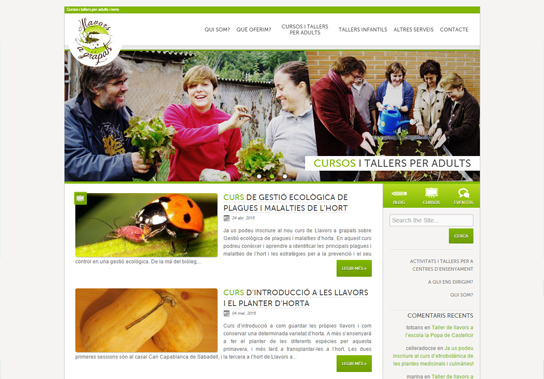 Cursos i tallers per adults i nens
Llavors
a grapats
QUI SOM?
QUÈ OFERIM?
CURSOS I TALLERS
PER ADULTS
TALLERS INFANTILS
ALTRES SERVEIS
CONTACTE
CURSOS I TALLERS PER ADULTS
CURS DE GESTIÓ ECOLÒGICA DE
PLAGUES I MALALTIES DE L'HORT
24 abr, 2015
Ja us podeu inscriure al nou curs de Llavors a grapats sobre
Gestió ecològica de plagues i malalties d'horta. En aquest curs
podreu conèixer i aprendre a identificar les principals plagues i
malalties de l'hort i les estratègies per a la prevenció i el seu
control en una gestió ecològica. De la mà del biòleg...
LLEGIR MÉS »
CURS D'INTRODUCCIÓ A LES LLAVORS
I EL PLANTER D'HORTA
04 mar, 2015
Curs d'introducció a com guardar les pròpies llavors i com
conservar una determinada varietat d'horta. A més s'ensenyarà
a fer el planter de les diferents espècies per aquesta
primavera, i més tard a transplantar-les a l'hort. Les dues
primeres sessions són al casal Can Capablanca de Sabadell, i la tercera a l'hort de Llavors a...
LLEGIR MÉS »
BLOG
CURSOS
EVENTOS
Search the Site...
CERCA
ACTIVITATS I TALLERS PER A
CENTRES D'ENSENYAMENT
A QUI ENS DIRIGIM?
QUI SOM?
COMENTARIS RECENTS
totcans en Taller de llavors a
l'escola la Popa de Castellcir
celleradocce en Ja us podeu
inscriure al curs d'etnobotànica
de les plantes medicinals i culinàries!
marina en Taller de llavors a